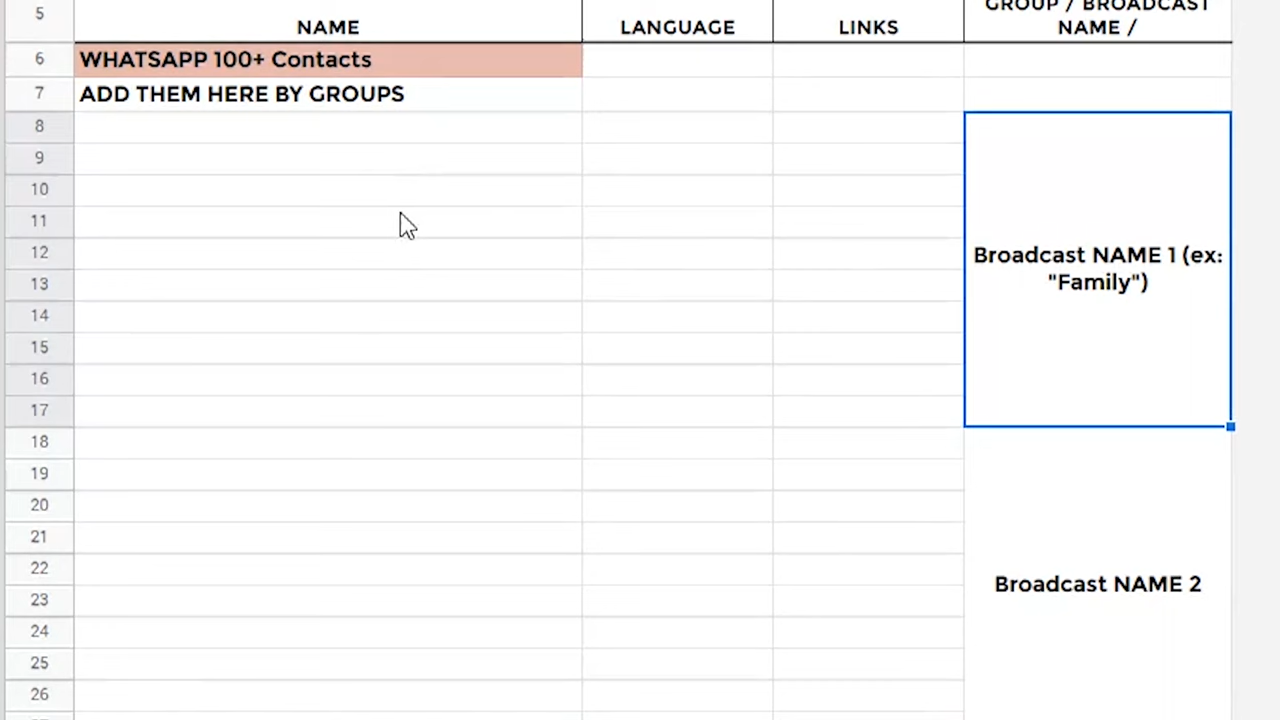 5
NAME
LANGUAGE
LINKS
GROUP / BROADCAST
NAME /
6
WHATSAPP 100+ Contacts
7
ADD THEM HERE BY GROUPS
8
9
10
11
12
Broadcast NAME 1 (ex:
"Family")
13
14
15
16
17
18
19
20
21
22
23
Broadcast NAME 2
24
25
26